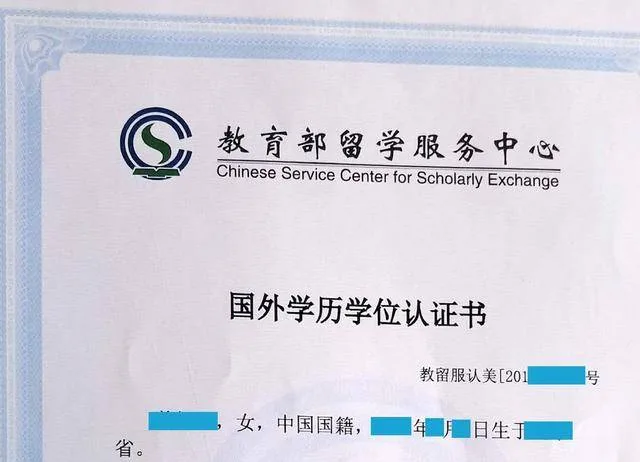 教育部留学服务中心
Chinese Service Center for Scholarly Exchange
国外学历学位认证书
教留服认美[201 号
，女，中国国籍， 年 月 日生于
省。